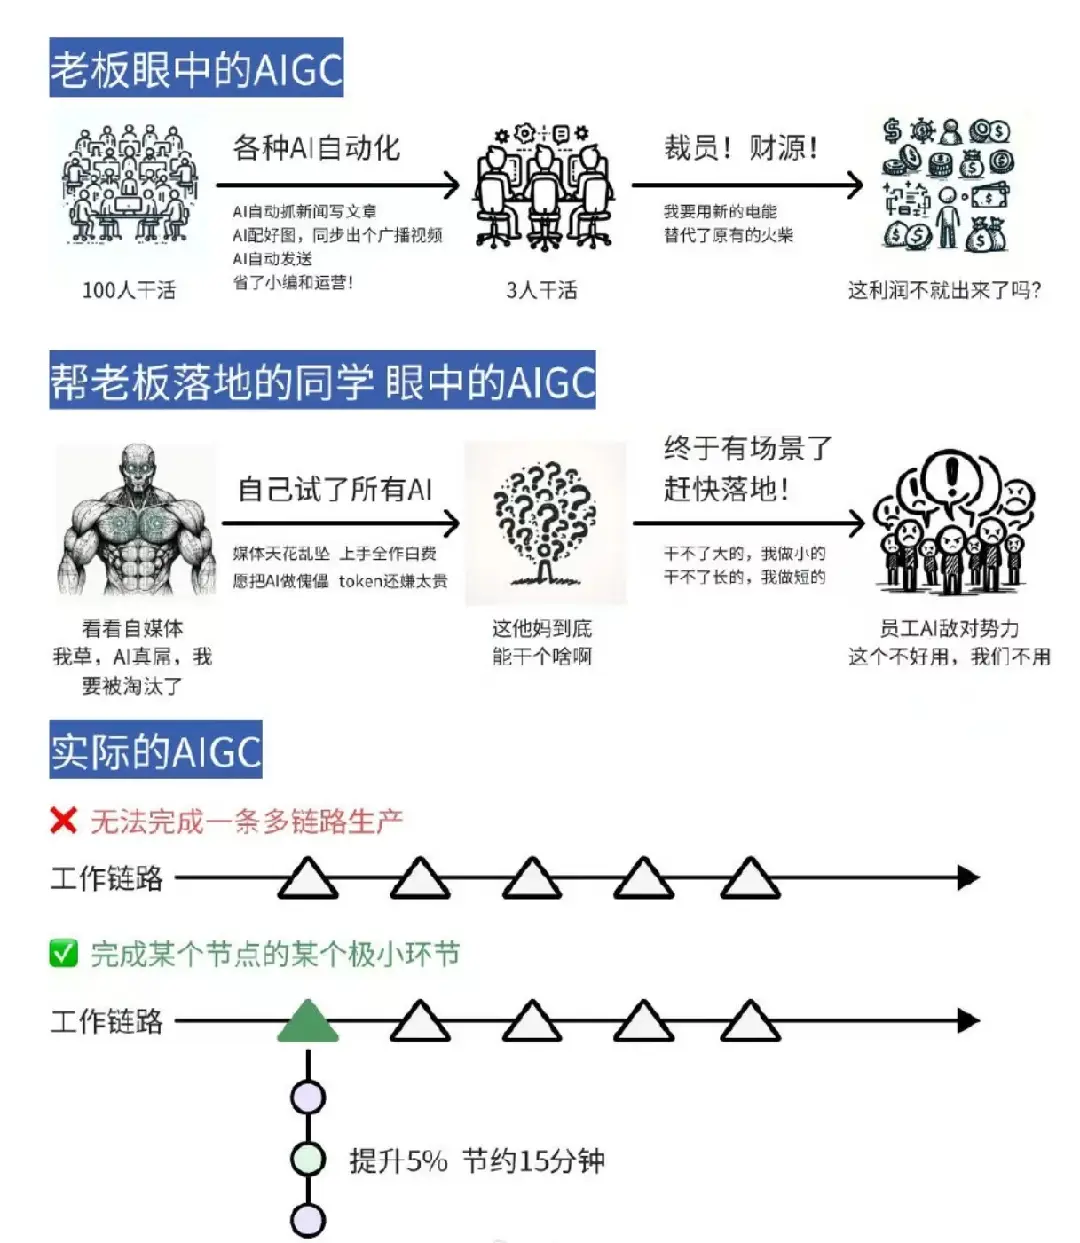 老板眼中的AIGC
各种AI自动化
裁员！财源！
AI自动抓新闻写文章
AI配好图，同步出个广播视频
AI自动发送
省了小编和运营！
我要用新的电能
替代了原有的火柴
100人干活
3人干活
这利润不就出来了吗？
帮老板落地的同学 眼中的AIGC
自己试了所有AI
终于有场景了
赶快落地！
媒体天花乱坠 上手全作白费
愿把AI做傀儡 token还嫌太贵
干不了大的，我做小的
干不了长的，我做短的
看看自媒体
我草，AI真屌，我
要被淘汰了
这他妈到底
能干个啥啊
员工AI敌对势力
这个不好用，我们不用
实际的AIGC
❌ 无法完成一条多链路生产
工作链路
✅ 完成某个节点的某个极小环节
工作链路
提升5% 节约15分钟